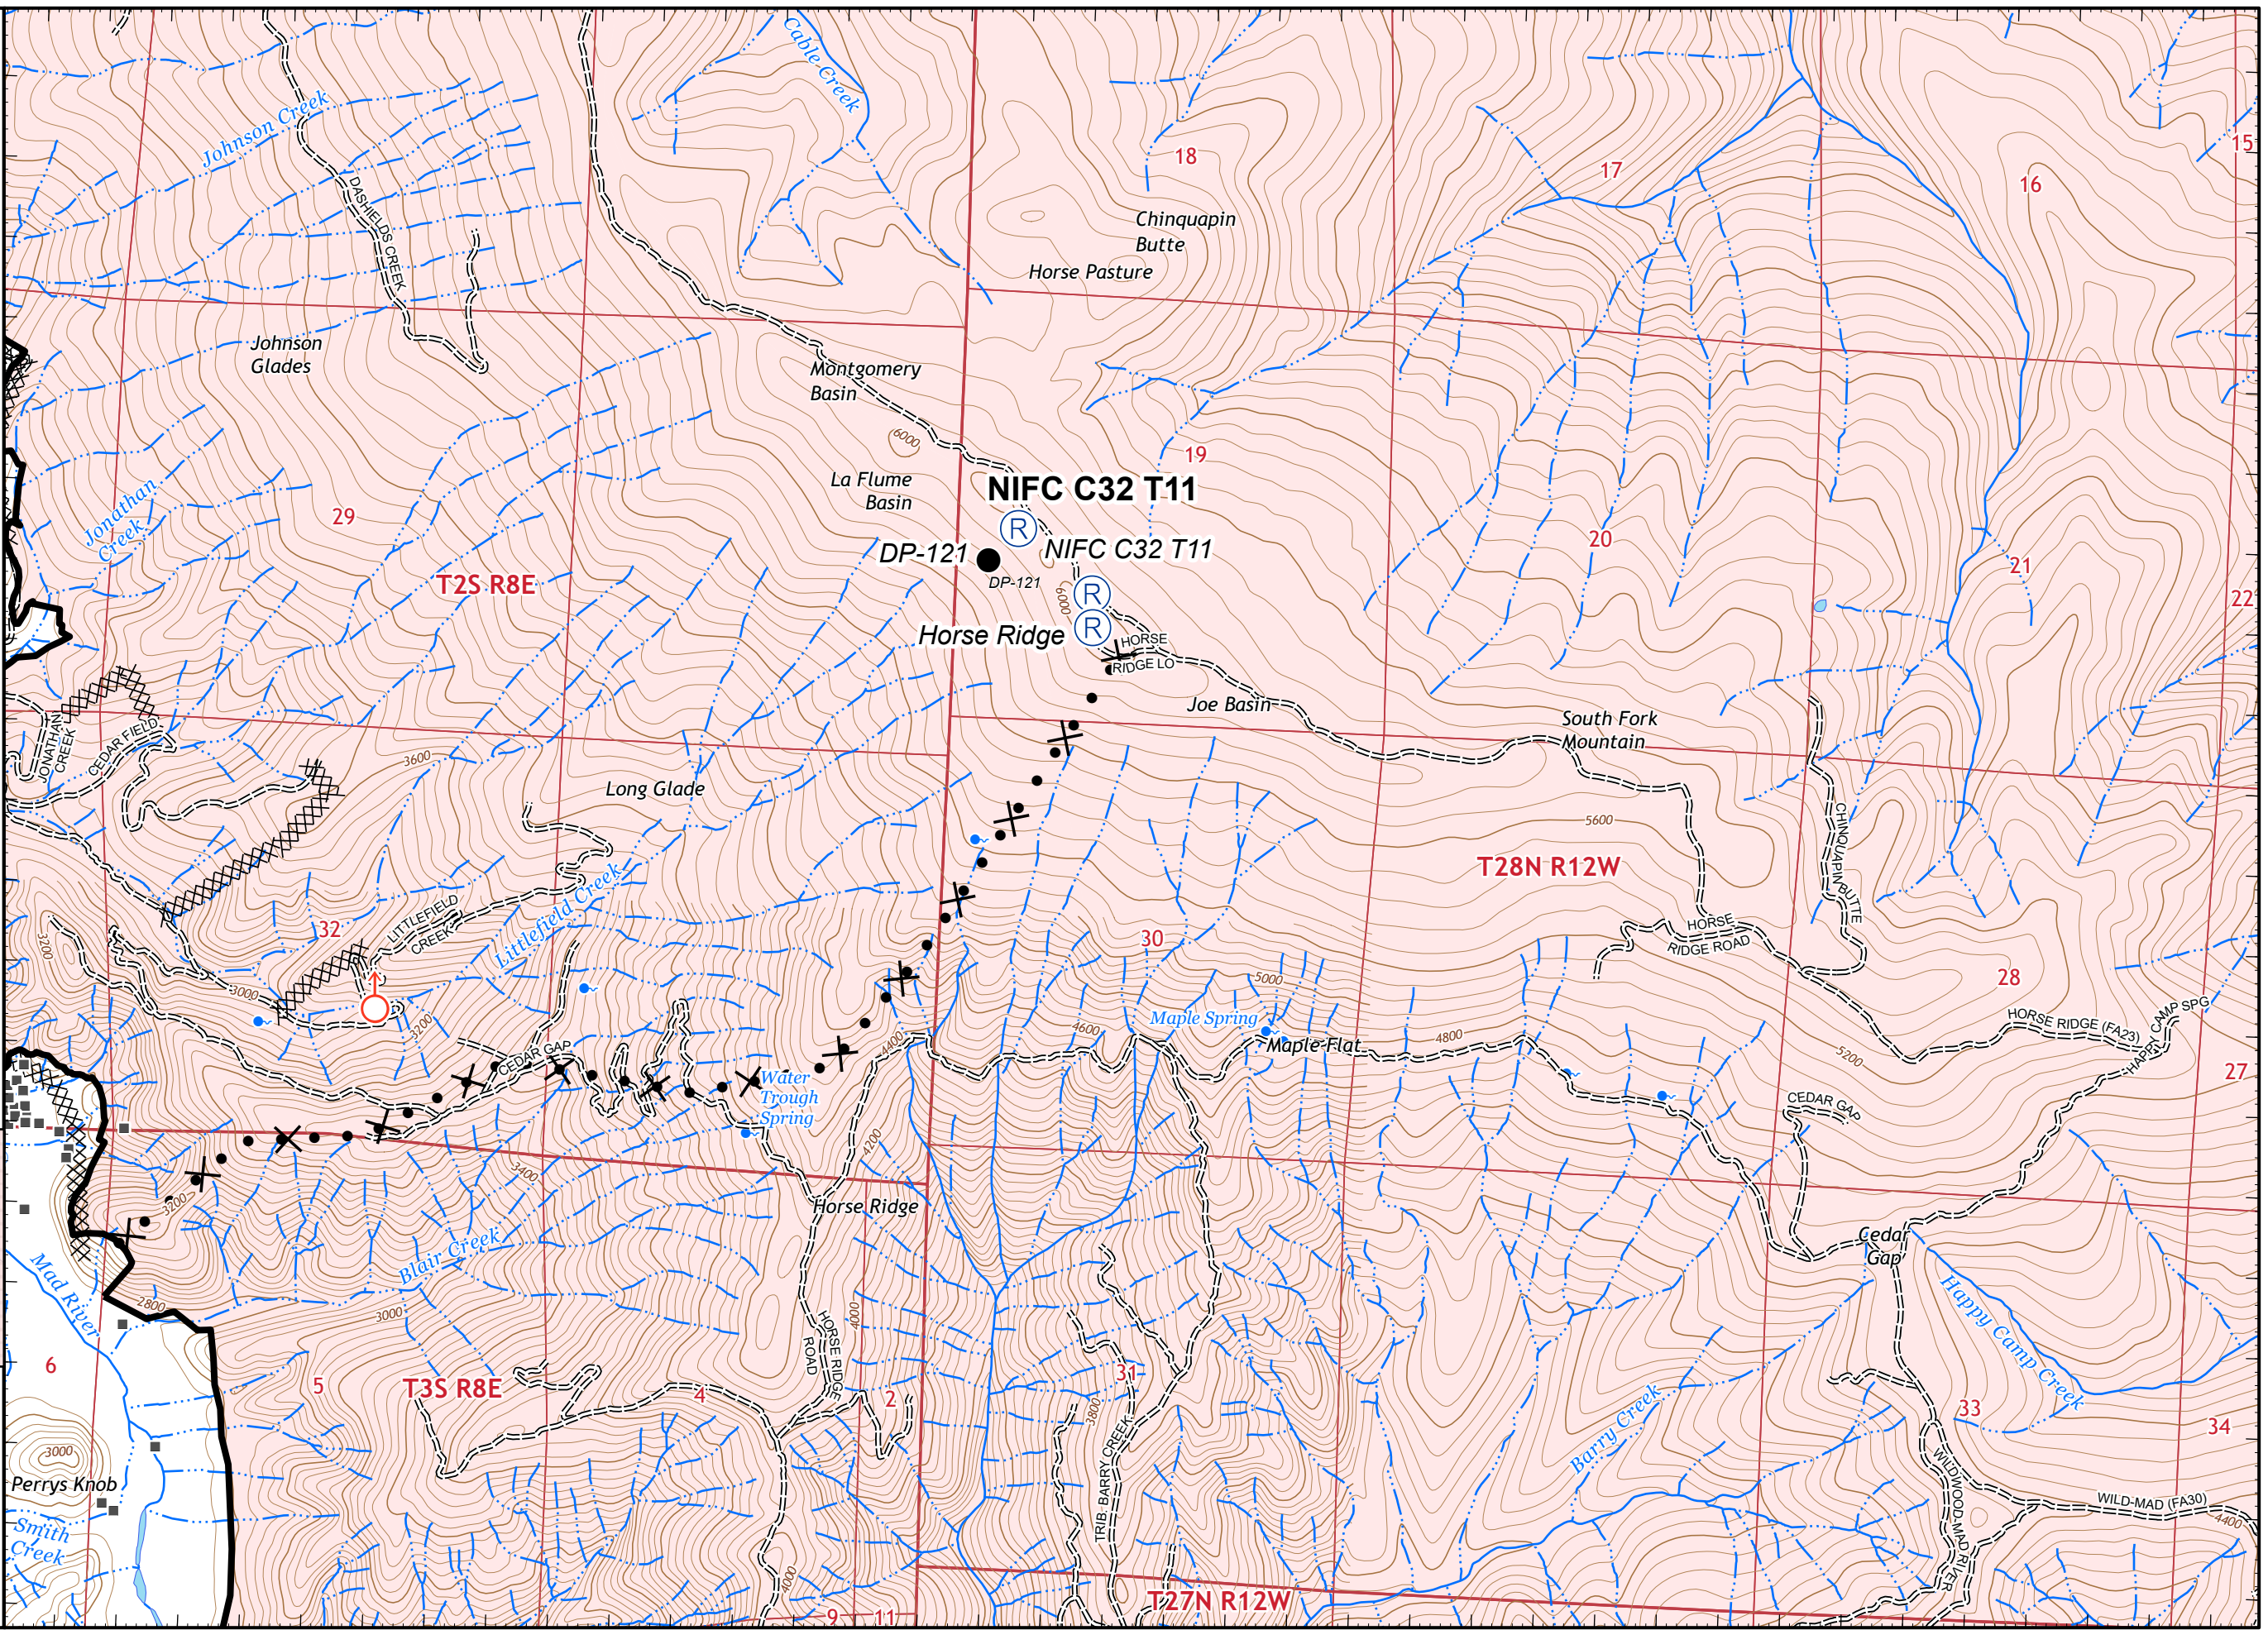 Cable Creek
Johnson Creek
15
18
17
16
DASHIELDS CREEK
Chinquapin
Butte
Horse Pasture
Johnson
Glades
Montgomery
Basin
6000
19
La Flume
Basin
NIFC C32 T11
R
Jonathan
Creek
29
20
DP-121
NIFC C32 T11
DP-121
21
T2S R8E
R
6000
22
R
Horse Ridge
HORSE
RIDGE LO
Joe Basin
South Fork
Mountain
JONATHAN
CREEK
CEDAR FIELD
3600
Long Glade
5600
CHINQUAPIN BUTTE
T28N R12W
LITTLEFIELD
CREEK
Littlefield Creek
32
3200
30
HORSE
RIDGE ROAD
28
5000
3000
Maple Spring
HORSE RIDGE (FA23)
HAPPY CAMP SPG
3200
4600
4800
Maple Flat
4400
CEDAR GAP
5200
27
Water
Trough
Spring
CEDAR GAP
4200
3400
3200
Horse Ridge
Cedar
Gap
Blair Creek
Mad River
2800
3000
4000
HORSE RIDGE
ROAD
Happy Camp Creek
6
5
T3S R8E
4
2
31
3800
33
34
Barry Creek
3000
Perrys Knob
TRIB. BARRY CREEK
WILDWOOD-MAD RIVER
WILD-MAD (FA30)
4400
Smith
Creek
4000
T27N R12W
9
11